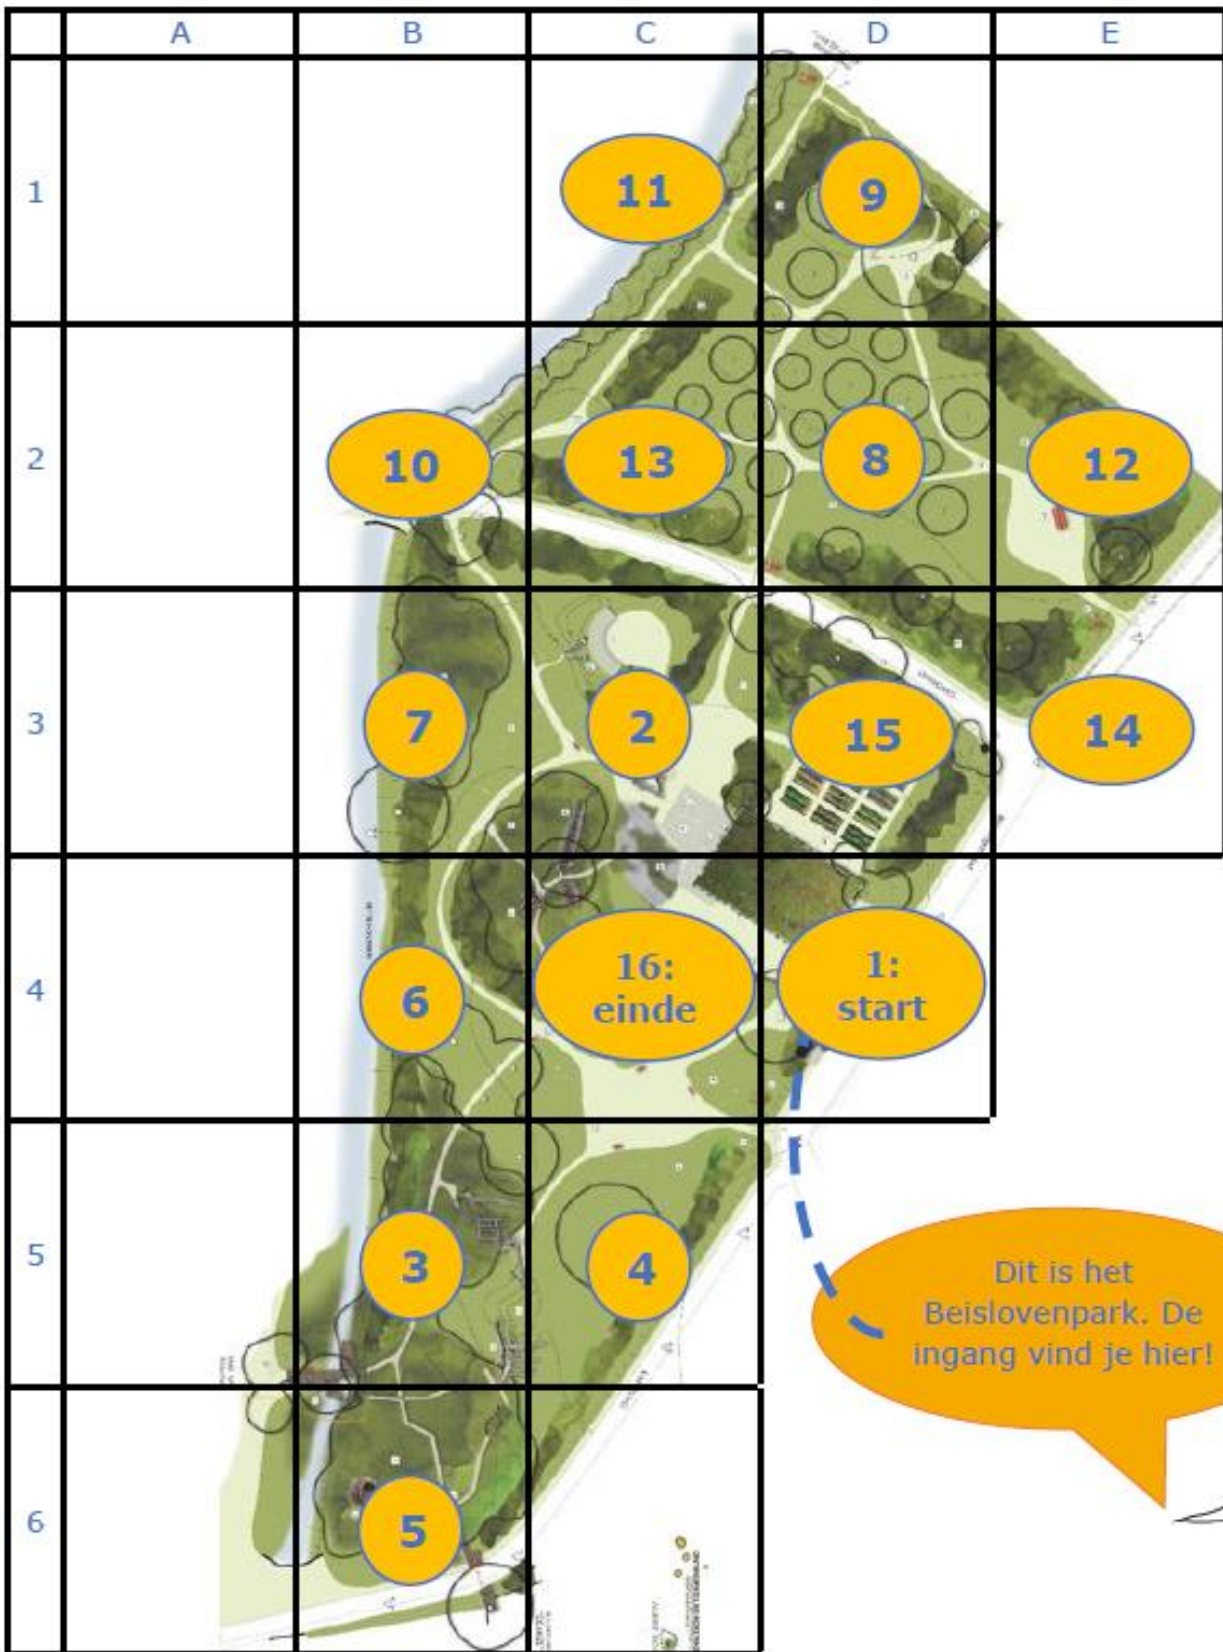 A B C D E
1 11 9
2 10 13 8 12
3 7 2 15 14
4 6 16:
einde 1:
start
5 3 4
Dit is het
Beislovenpark. De
ingang vind je hier!
6 5